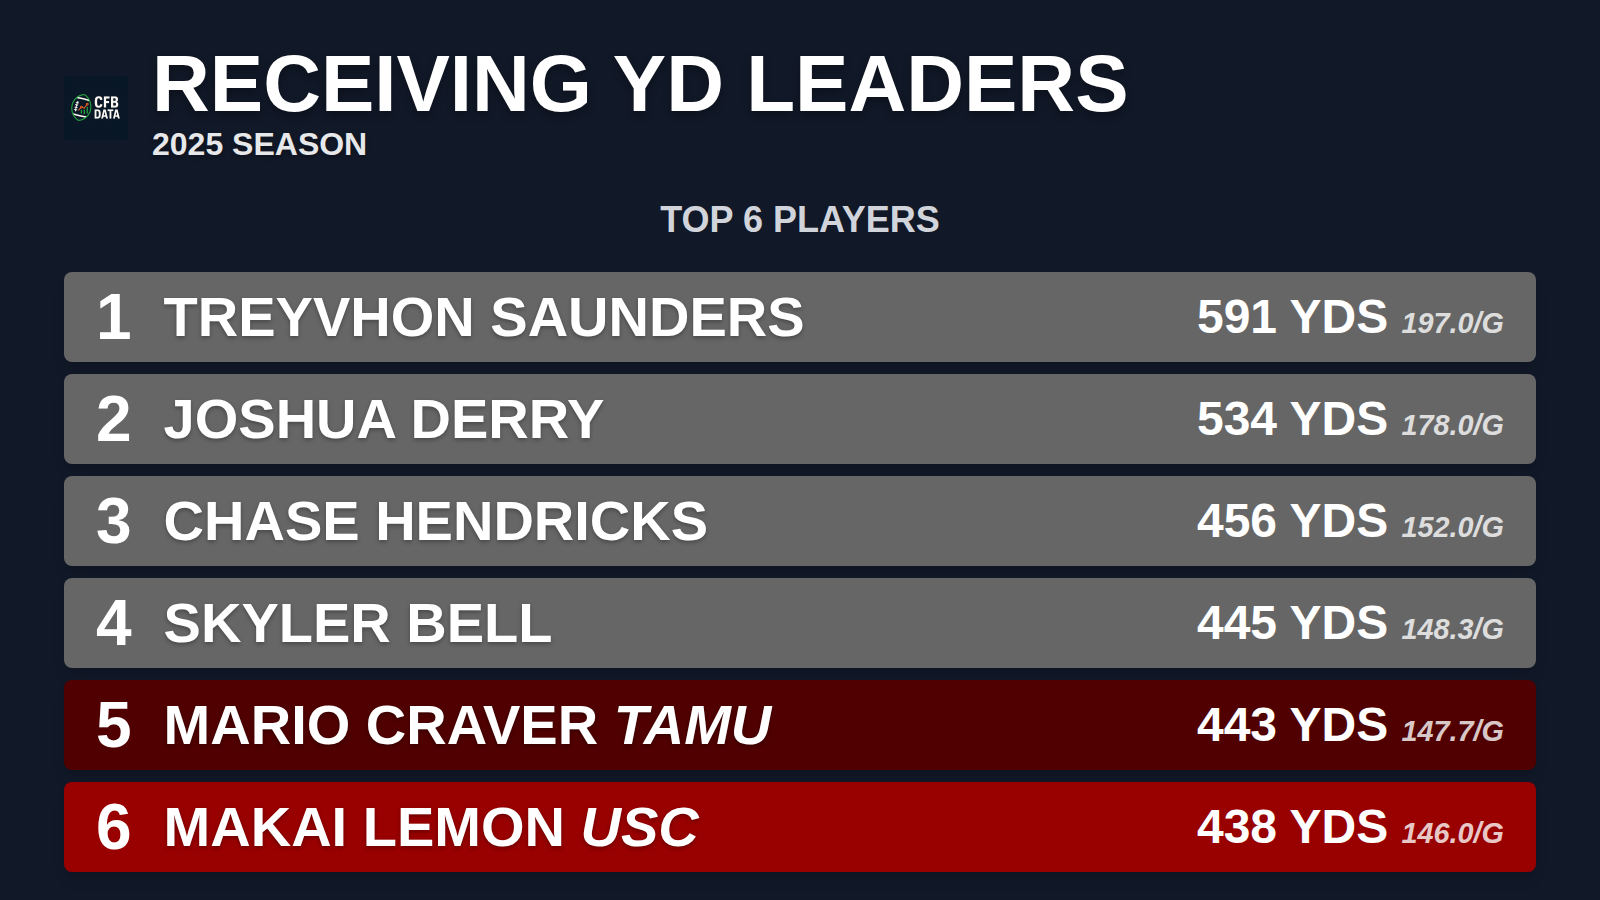 CFB
DATA
RECEIVING YD LEADERS
2025 SEASON
TOP 6 PLAYERS
1 TREYVHON SAUNDERS 591 YDS 197.0/G
2 JOSHUA DERRY 534 YDS 178.0/G
3 CHASE HENDRICKS 456 YDS 152.0/G
4 SKYLER BELL 445 YDS 148.3/G
5 MARIO CRAVER TAMU 443 YDS 147.7/G
6 MAKAI LEMON USC 438 YDS 146.0/G